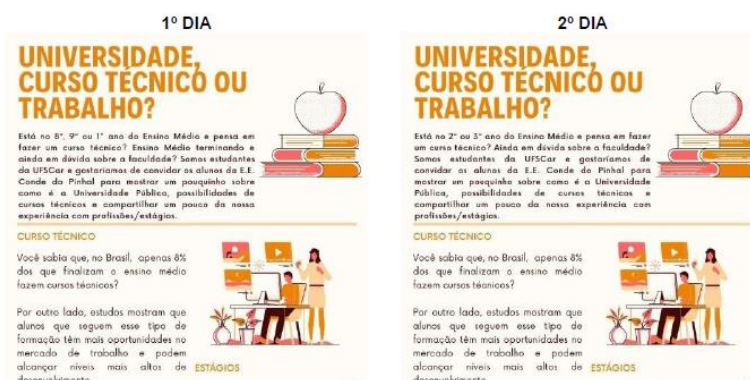 1º DIA
UNIVERSIDADE,
CURSO TÉCNICO OU
TRABALHO?
Está no 8°, 9° ou 1° ano do Ensino Médio e pensa em
fazer um curso técnico? Ensino Médio terminando e
ainda em dúvida sobre a faculdade? Somos estudantes
da UFSCar e gostaríamos de convidar os alunos da E.E.
Conde do Pinhal para mostrar um pouquinho sobre
como é a Universidade Pública, possibilidades de
cursos técnicos e compartilhar um pouco da nossa
experiência com profissões/estágios.
CURSO TÉCNICO
Você sabia que, no Brasil, apenas 8%
dos que finalizam o ensino médio
fazem cursos técnicos?
Por outro lado, estudos mostram que
alunos que seguem esse tipo de
formação têm mais oportunidades no
mercado de trabalho e podem
alcançar níveis mais altos de
desenvolvimento
ESTÁGIOS
2º DIA
UNIVERSIDADE,
CURSO TÉCNICO OU
TRABALHO?
Está no 2° ou 3° ano do Ensino Médio e pensa em fazer
um curso técnico? Ainda em dúvida sobre a faculdade?
Somos estudantes da UFSCar e gostaríamos de
convidar os alunos da E.E. Conde do Pinhal para
mostrar um pouquinho sobre como é a Universidade
Pública, possibilidades de cursos técnicos e
compartilhar um pouco da nossa experiência com
profissões/estágios.
CURSO TÉCNICO
Você sabia que, no Brasil, apenas 8%
dos que finalizam o ensino médio
fazem cursos técnicos?
Por outro lado, estudos mostram que
alunos que seguem esse tipo de
formação têm mais oportunidades no
mercado de trabalho e podem
alcançar níveis mais altos de
desenvolvimento
ESTÁGIOS